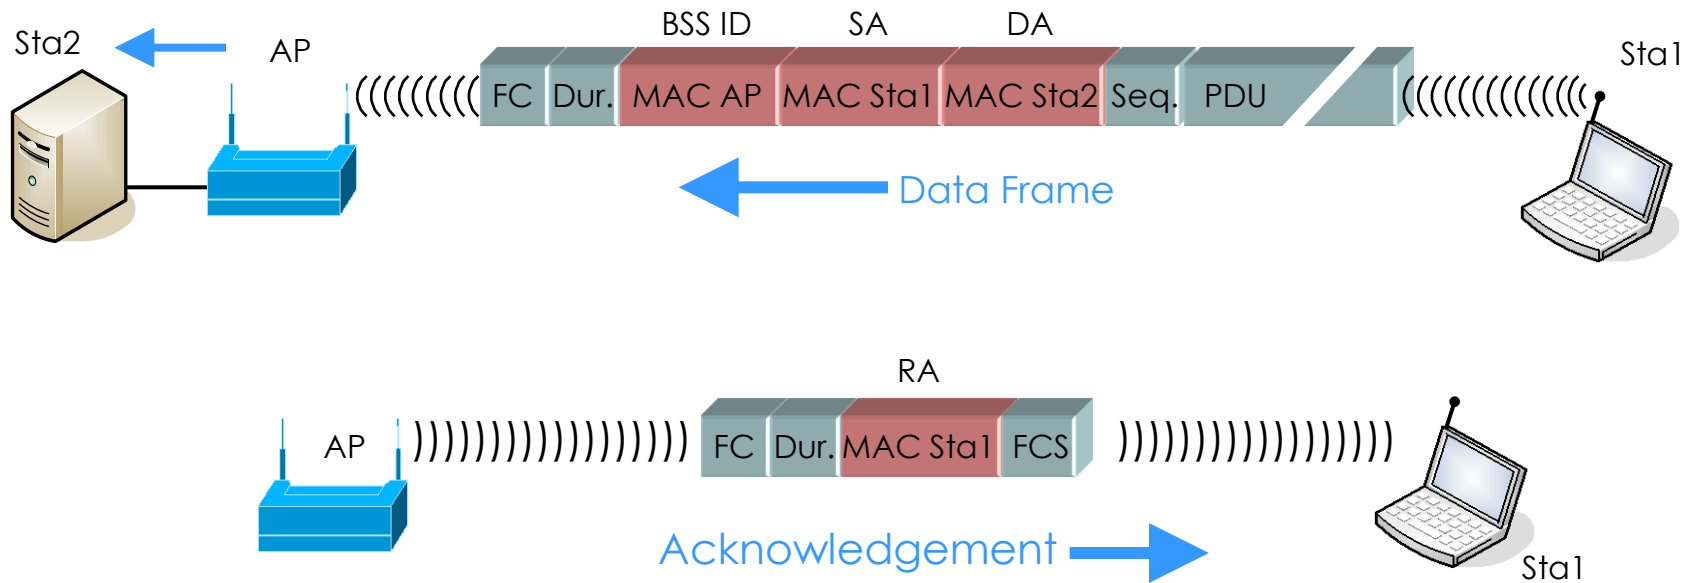 BSS ID SA DA
Sta2 AP Sta1
FC Dur. MAC AP MAC Sta1 MAC Sta2 Seq. PDU
Data Frame
RA
AP FC Dur. MAC Sta1 FCS
Acknowledgement
Sta1